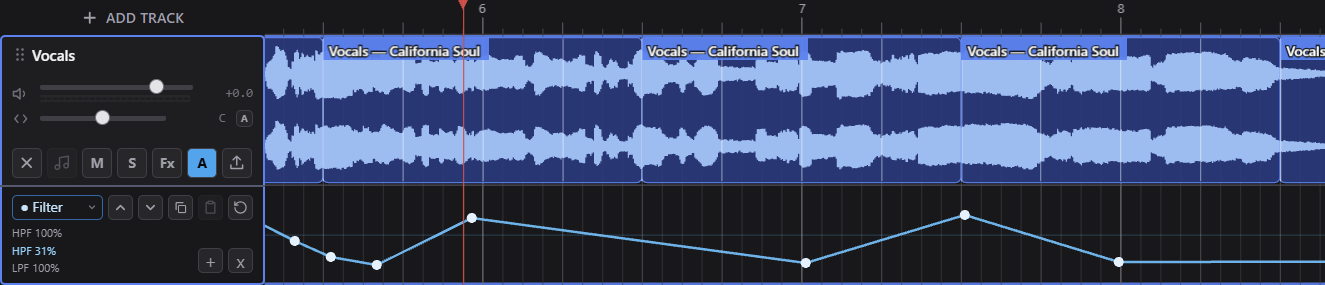 + ADD TRACK
6
7
8
Vocals
Vocals — California Soul
Vocals — California Soul
Vocals — California Soul
Vocals
+0.0
C
A
M
S
Fx
A
Filter
HPF 100%
HPF 31%
LPF 100%
+
X